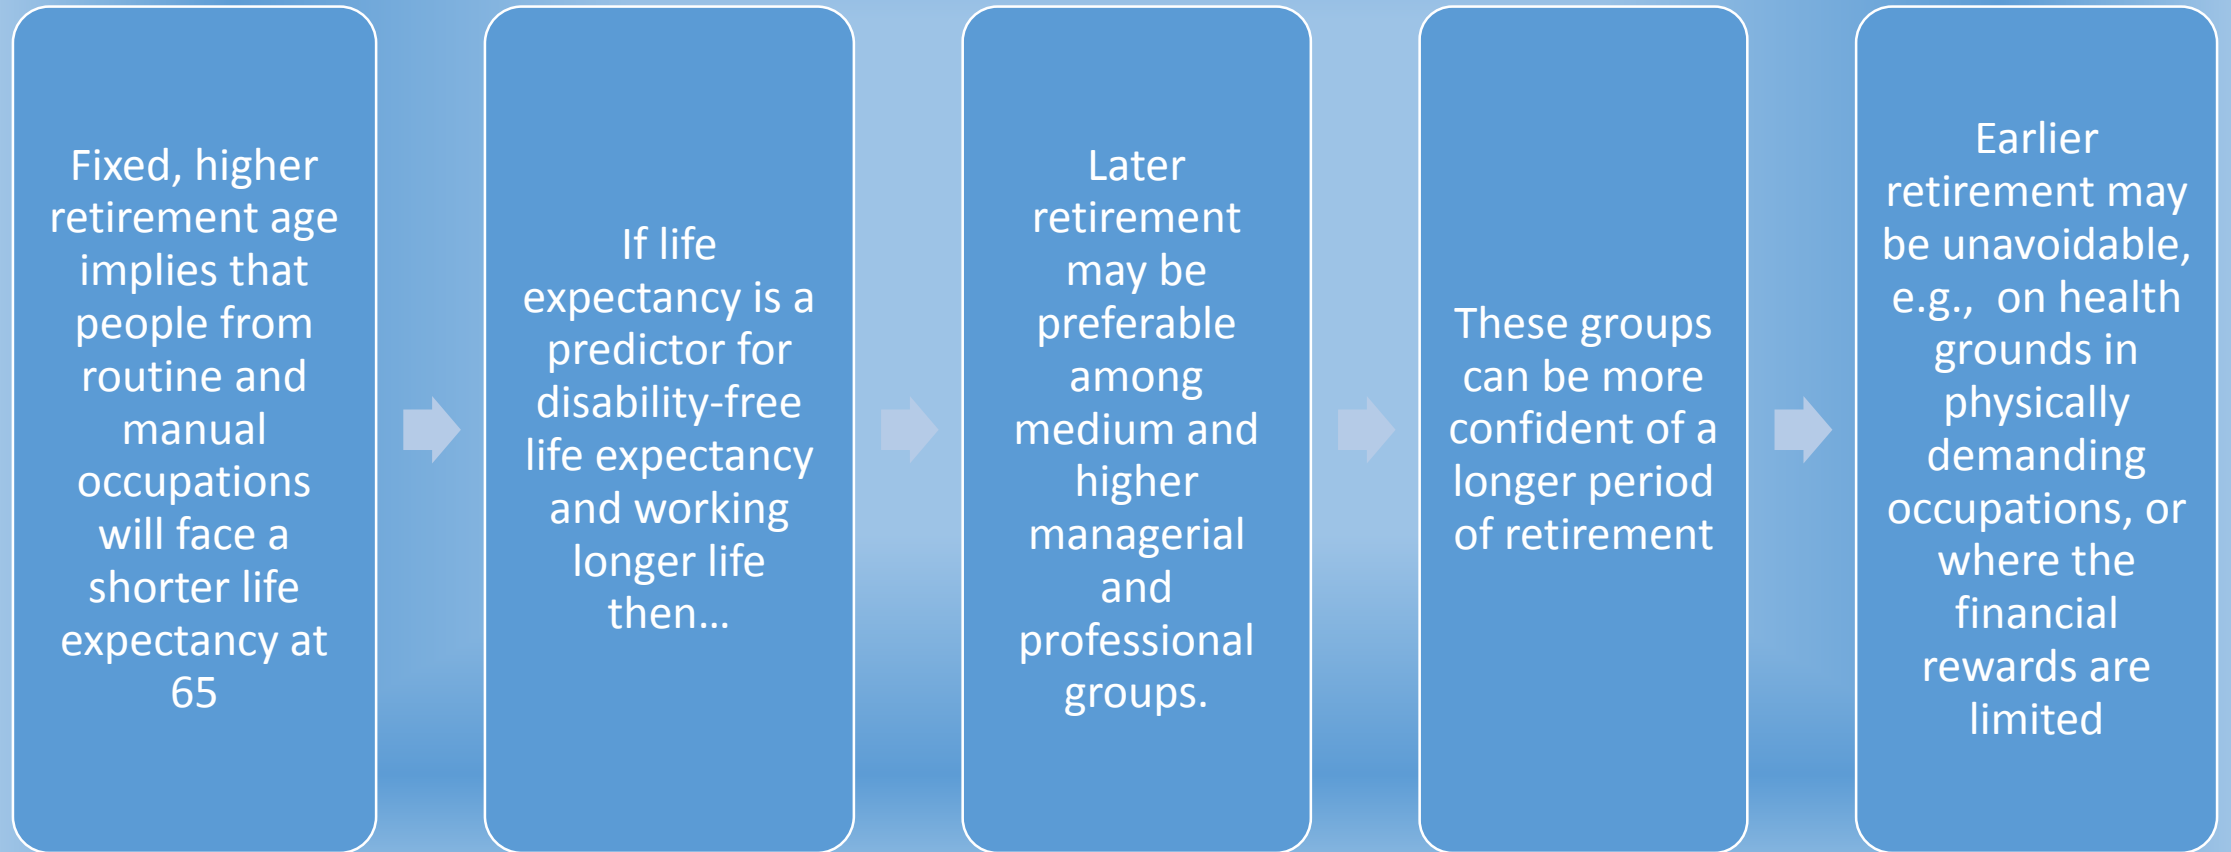 Fixed, higher
retirement age
implies that
people from
routine and
manual
occupations
will face a
shorter life
expectancy at
65
If life
expectancy is a
predictor for
disability-free
life expectancy
and working
longer life
then...
Later
retirement
may be
preferable
among
medium and
higher
managerial
and
professional
groups.
These groups
can be more
confident of a
longer period
of retirement
Earlier
retirement may
be unavoidable,
e.g.,  on health
grounds in
physically
demanding
occupations, or
where the
financial
rewards are
limited